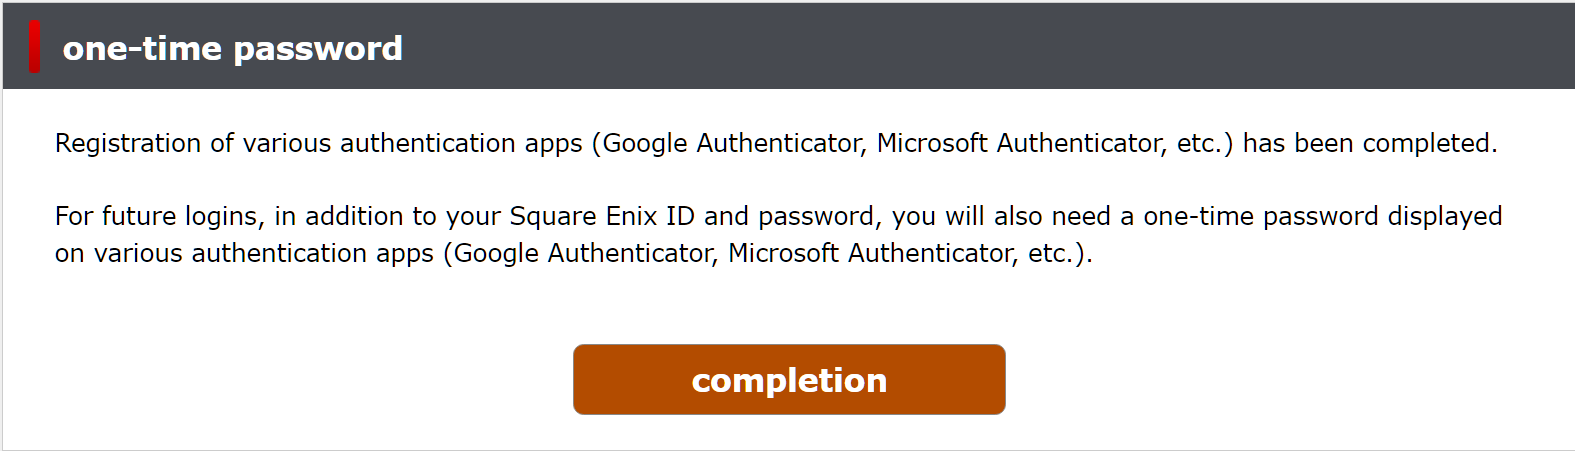 one-time password
Registration of various authentication apps (Google Authenticator, Microsoft Authenticator, etc.) has been completed.
For future logins, in addition to your Square Enix ID and password, you will also need a one-time password displayed
on various authentication apps (Google Authenticator, Microsoft Authenticator, etc.).
completion